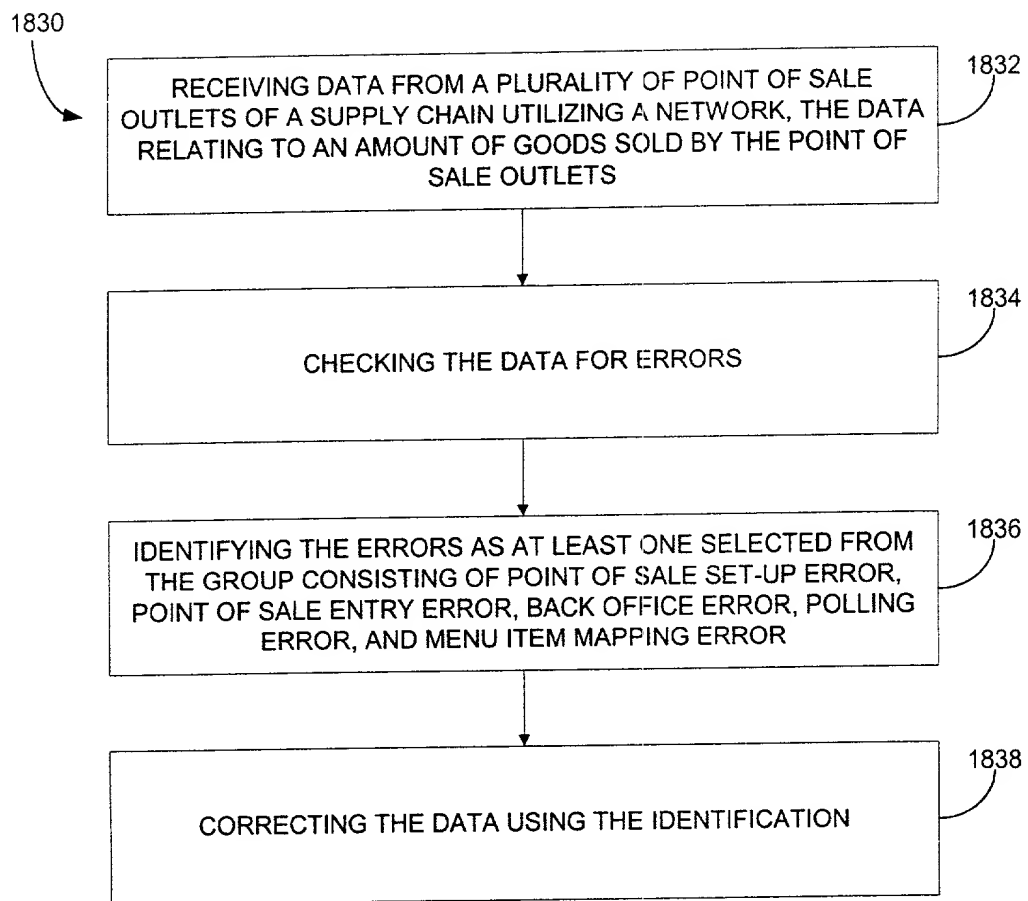 1830
RECEIVING DATA FROM A PLURALITY OF POINT OF SALE
OUTLETS OF A SUPPLY CHAIN UTILIZING A NETWORK, THE DATA
RELATING TO AN AMOUNT OF GOODS SOLD BY THE POINT OF
SALE OUTLETS
1832
CHECKING THE DATA FOR ERRORS
1834
IDENTIFYING THE ERRORS AS AT LEAST ONE SELECTED FROM
THE GROUP CONSISTING OF POINT OF SALE SET-UP ERROR,
POINT OF SALE ENTRY ERROR, BACK OFFICE ERROR, POLLING
ERROR, AND MENU ITEM MAPPING ERROR
1836
CORRECTING THE DATA USING THE IDENTIFICATION
1838